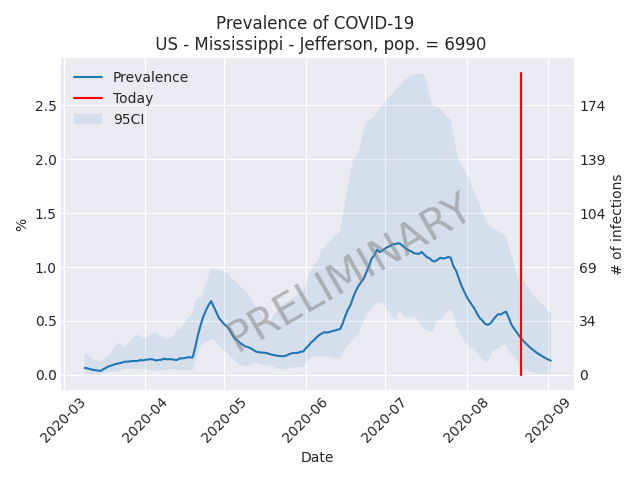 Prevalence of COVID-19
US - Mississippi - Jefferson, pop. = 6990
Prevalence
Today
95CI
PRELIMINARY
%
2.5
2.0
1.5
1.0
0.5
0.0
174
139
104
69
34
0
# of infections
2020-03
2020-04
2020-05
2020-06
2020-07
2020-08
2020-09
Date